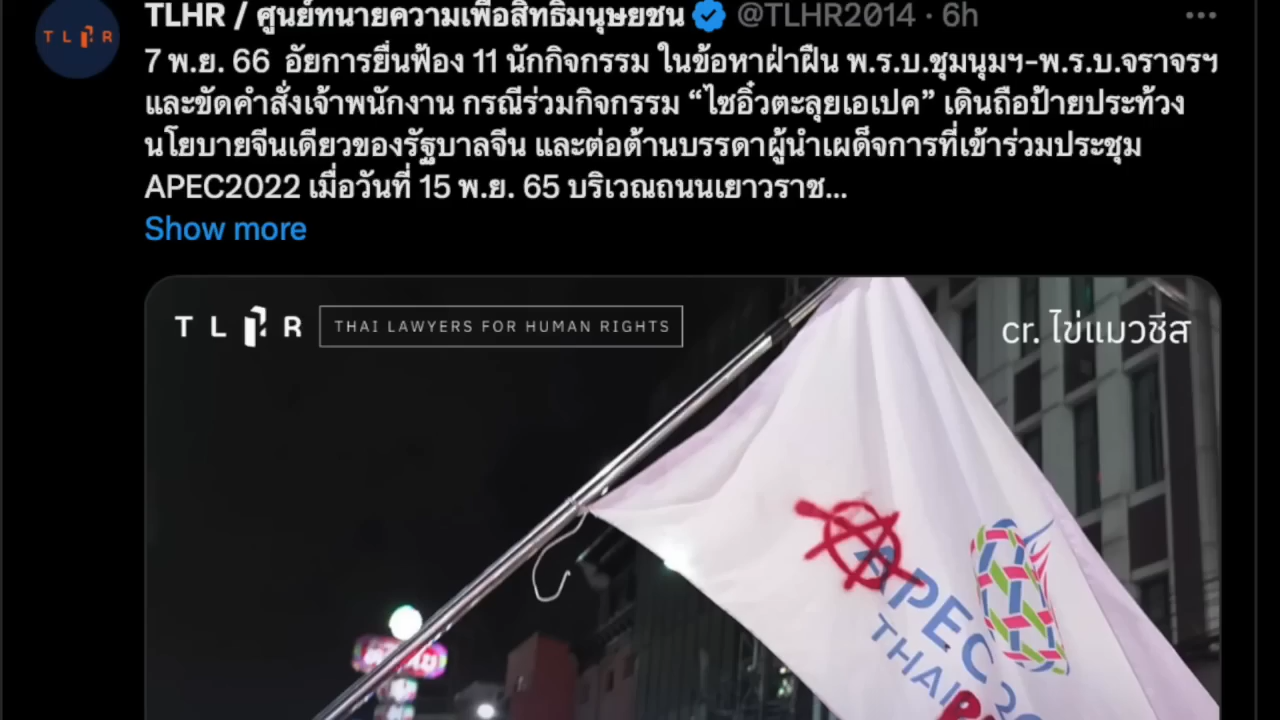 TLHR / ศูนย์ทนายความเพื่อสิทธิมนุษยชน @TLHR2014 · 6h
T L R
7 พ.ย. 66 อัยการยื่นฟ้อง 11 นักกิจกรรม ในข้อหาฝ่าฝืน พ.ร.บ.ชุมนุมฯ-พ.ร.บ.จราจรฯ
และขัดคำสั่งเจ้าพนักงาน กรณีร่วมกิจกรรม “ไซอิ๋วตะลุยเอเปค” เดินถือป้ายประท้วง
นโยบายจีนเดียวของรัฐบาลจีน และต่อต้านบรรดาผู้นำเผด็จการที่เข้าร่วมประชุม
APEC2022 เมื่อวันที่ 15 พ.ย. 65 บริเวณถนนเยาวราช...
Show more
T L R THAI LAWYERS FOR HUMAN RIGHTS
cr. ไข่แมวชีส
APEC